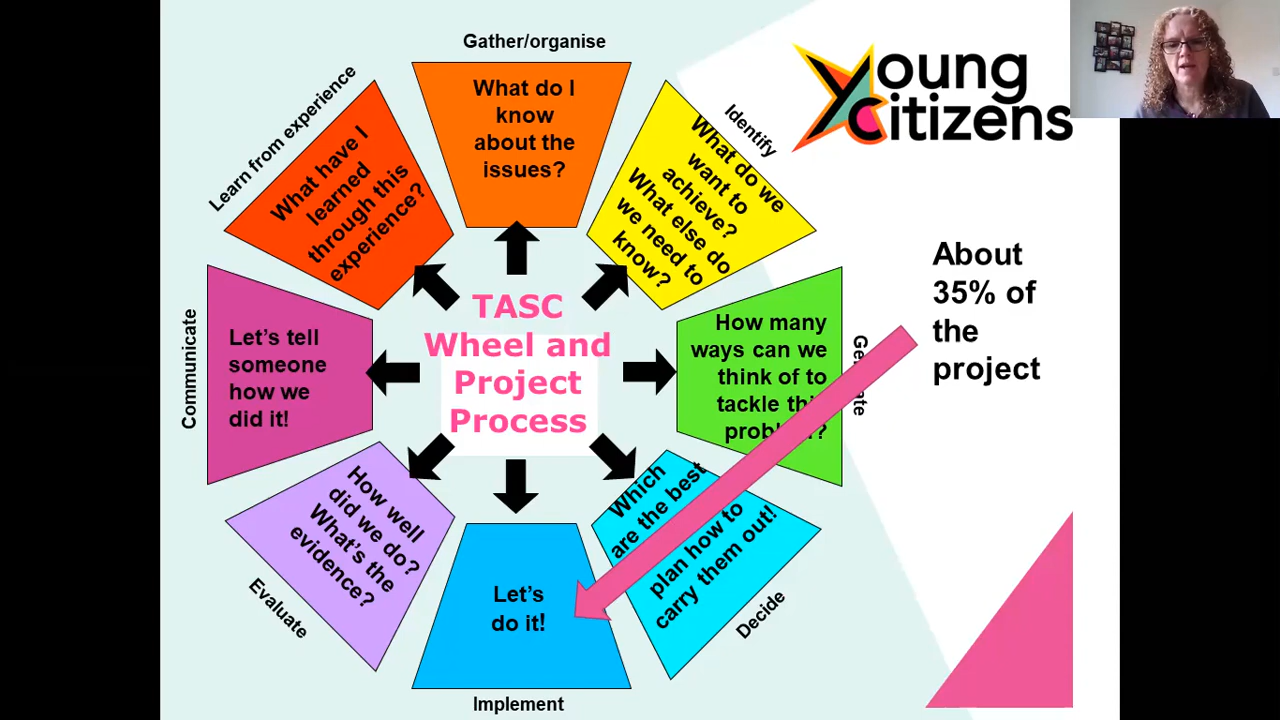 Gather/organise
What do I
know
about the
issues?
Identify
What do we
want to
achieve?
What else do
we need to
know?
Young
Citizens
How many
ways can we
think of to
tackle this
problem?
About
35% of
the
project
Which
are the best
plan how to
carry them out!
Decide
Let's
do it!
Implement
How well
did we do?
What's the
evidence?
Evaluate
Let's tell
someone
how we
did it!
Communicate
What have I
learned
through this
experience?
Learn from experience
TASC
Wheel and
Project
Process